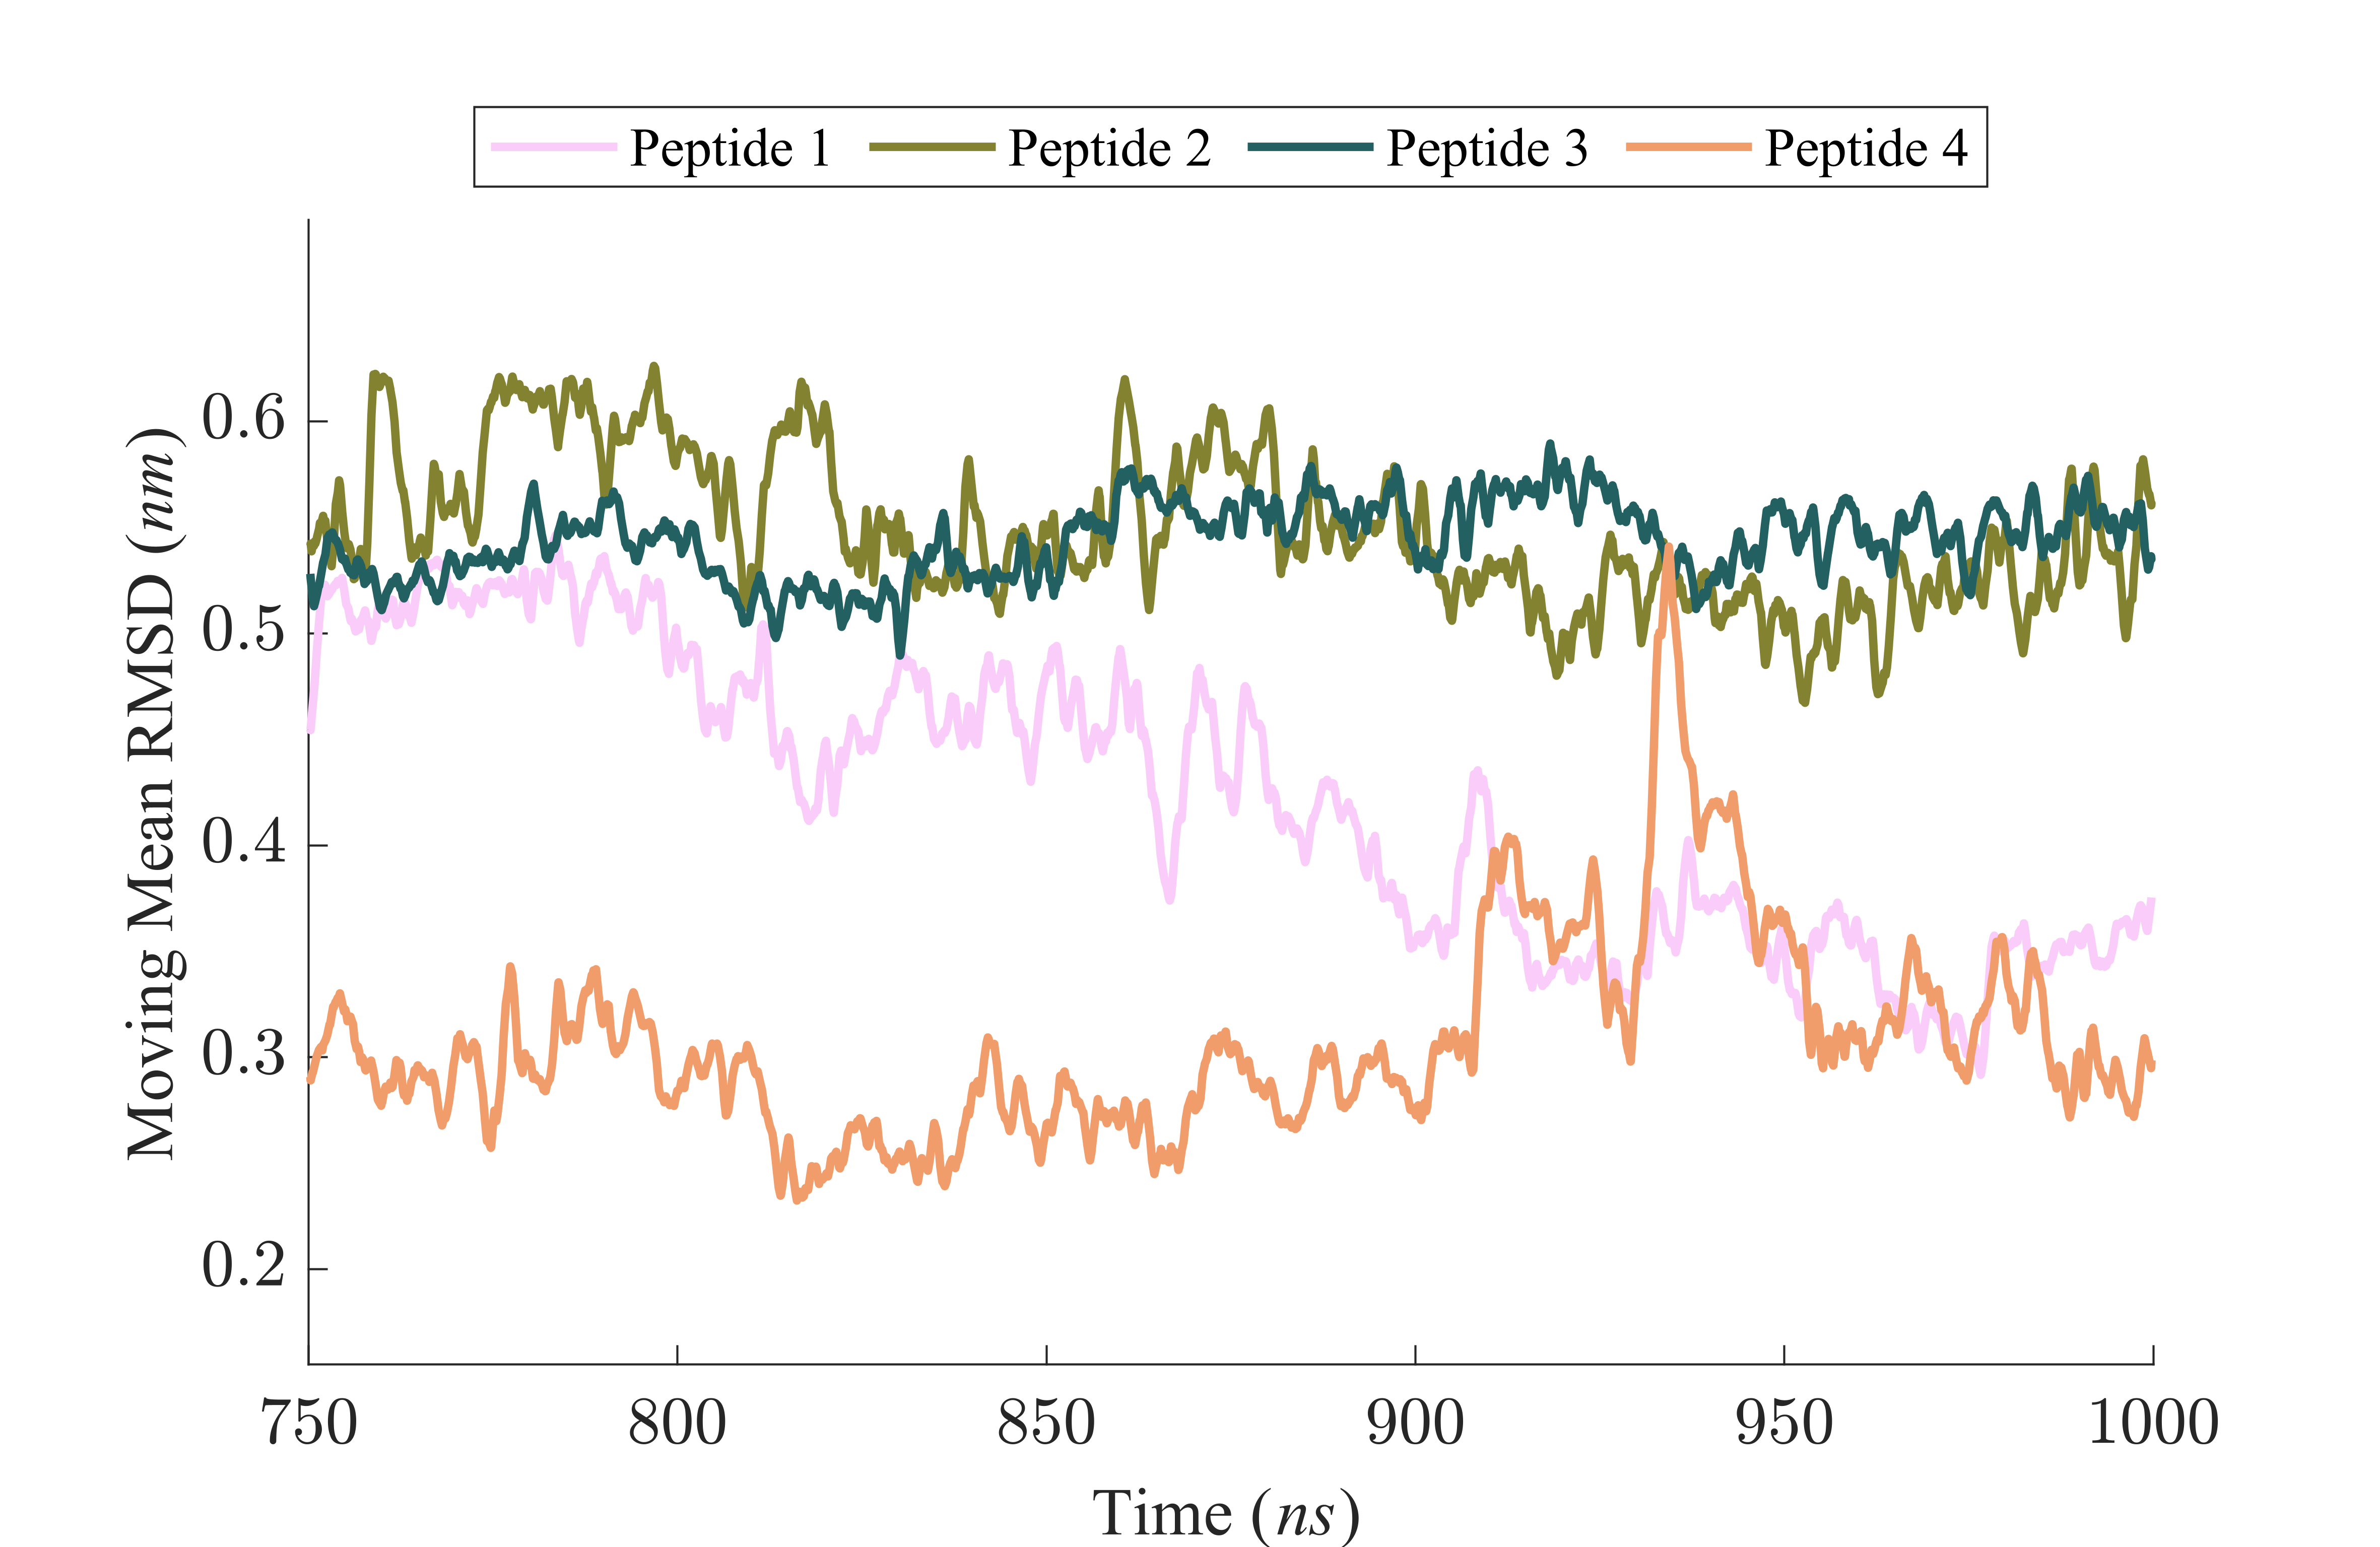 Peptide 1 Peptide 2 Peptide 3 Peptide 4
Moving Mean RMSD (nm)
0.6
0.5
0.4
0.3
0.2
750 800 850 900 950 1000
Time (ns)